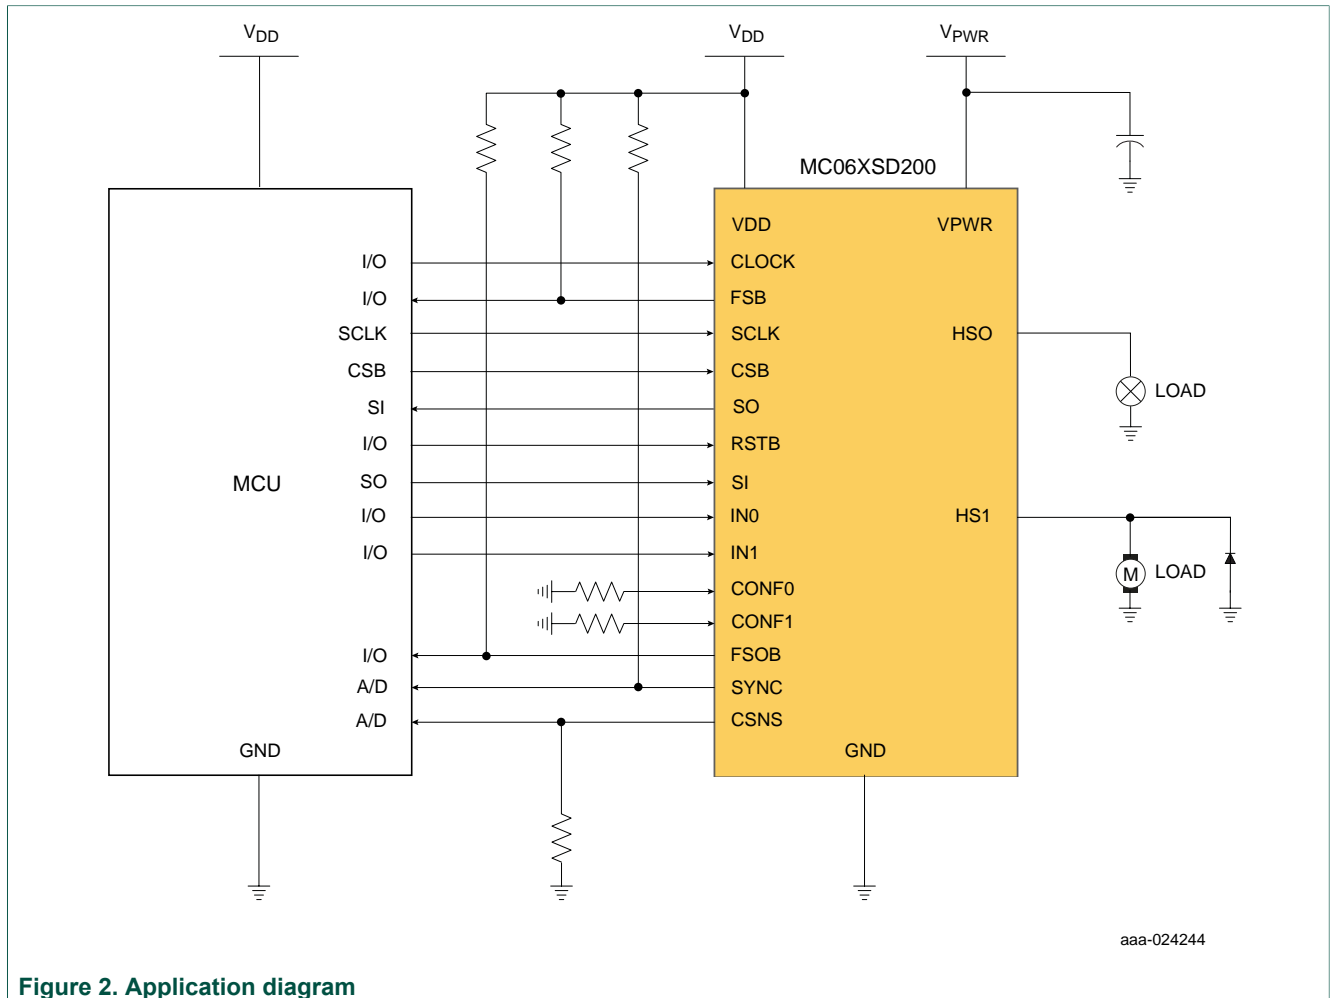 VDD VDD VPWR
MC06XSD200
VDD VPWR
I/O CLOCK
I/O FSB
SCLK SCLK HSO
CSB CSB
SI SO LOAD
I/O RSTB
MCU SO SI
I/O IN0 HS1
I/O IN1
M LOAD
CONF0
CONF1
I/O FSOB
A/D SYNC
A/D CSNS
GND GND
aaa-024244
Figure 2. Application diagram